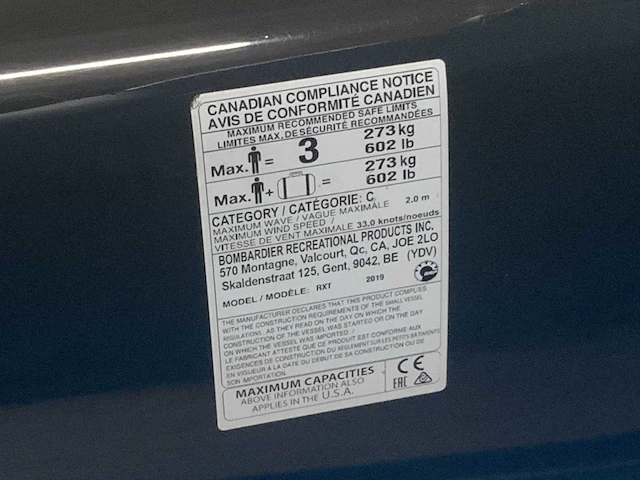 CANADIAN COMPLIANCE NOTICE
AVIS DE CONFORMITÉ CANADIEN
MAXIMUM RECOMMENDED SAFE LIMITS
LIMITES MAX. DESÉCURITÉ RECOMMANDÉES
Max. = 3 273 kg
602 lb
Max. + = 273 kg
602 lb
CATEGORY / CATÉGORIE: C
MAXIMUM WAVE / VAGUE MAXIMALE 2.0 m
MAXIMUM WIND SPEED /
VITESSE DE VENT MAXIMALE 33.0 knots/noeuds
BOMBARDIER RECREATIONAL PRODUCTS INC.
570 Montagne, Valcourt, Qc, CA, JOE 2LO
Skaldenstraat 125, Gent, 9042, BE (YDV)
MODEL / MODÈLE: RXT 2019
THE MANUFACTURER DECLARES THAT THIS PRODUCT COMPLIES
WITH THE CONSTRUCTION REQUIREMENTS OF THE SMALL VESSEL
REGULATIONS, AS THEY READ ON THE DAY ON WHICH THE
CONSTRUCTION OF THE VESSEL WAS STARTED OR ON THE DAY
ON WHICH THE VESSEL WAS IMPORTED /
LE FABRICANT ATTESTE QUE CE PRODUIT EST CONFORME AUX
EXIGENCES DE CONSTRUCTION DU RÈGLEMENT SUR LES PETITS BÂTIMENTS
EN VIGUEUR À LA DATE DU DÉBUT DE SA CONSTRUCTION OU DE
SON IMPORTATION.
MAXIMUM CAPACITIES
ABOVE INFORMATION ALSO
APPLIES IN THE U.S.A.
CE
EAC